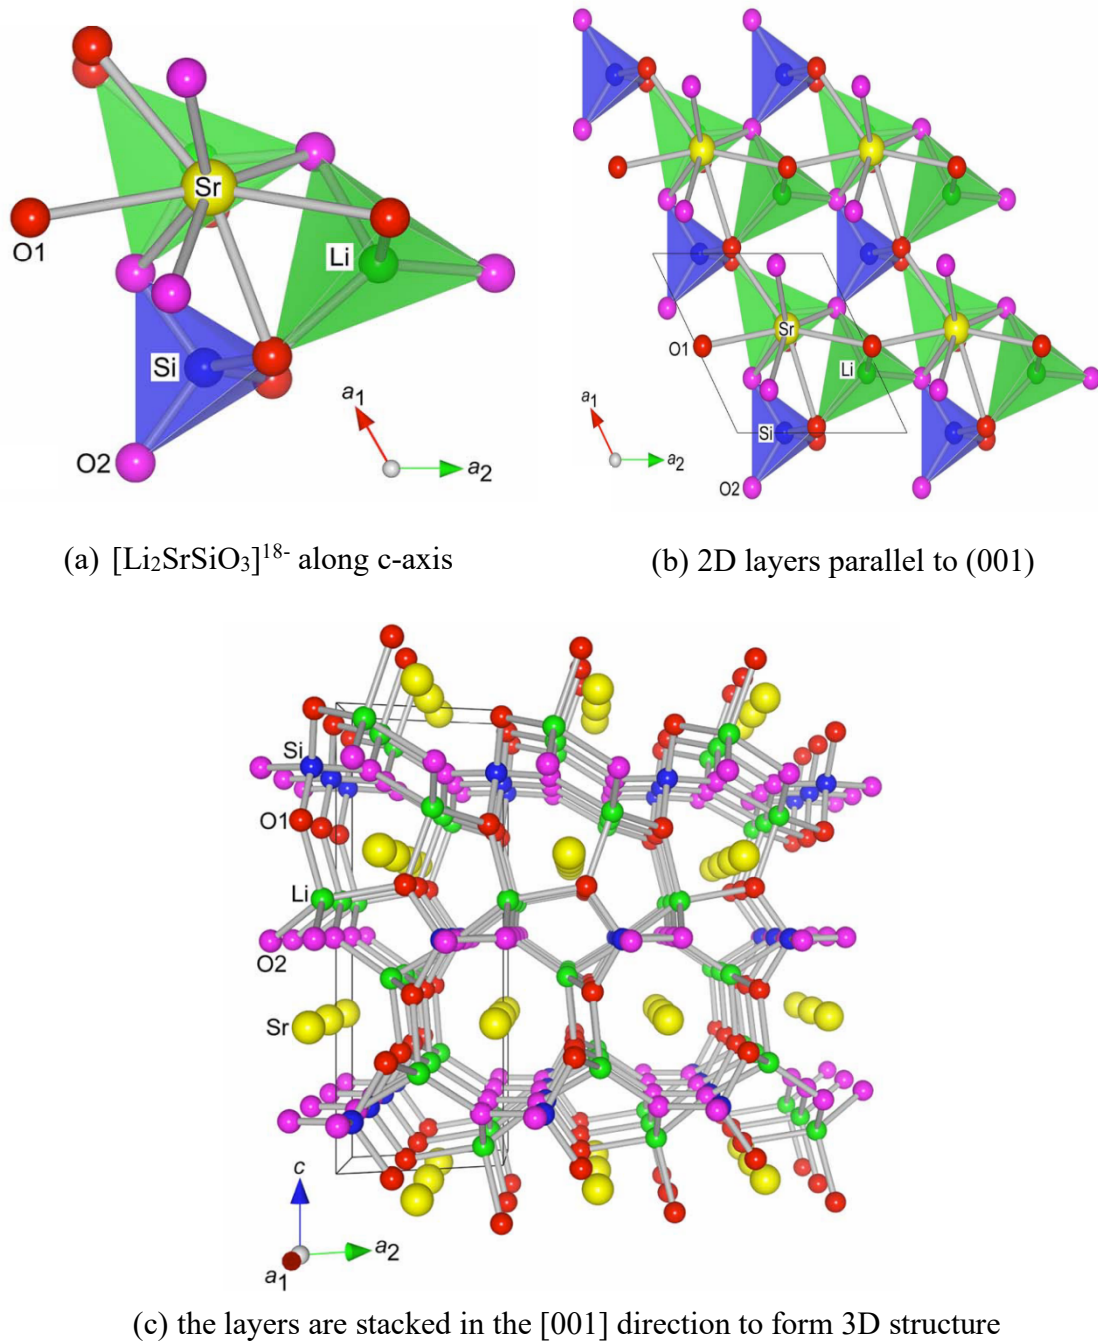 Sr
O1
Li
Si
a1
O2
a2
Sr
O1
Li
a1
Si
a2
O2
(a) [Li2SrSiO3]18- along c-axis
(b) 2D layers parallel to (001)
Si
O1
Li
O2
Sr
c
a2
a1
(c) the layers are stacked in the [001] direction to form 3D structure